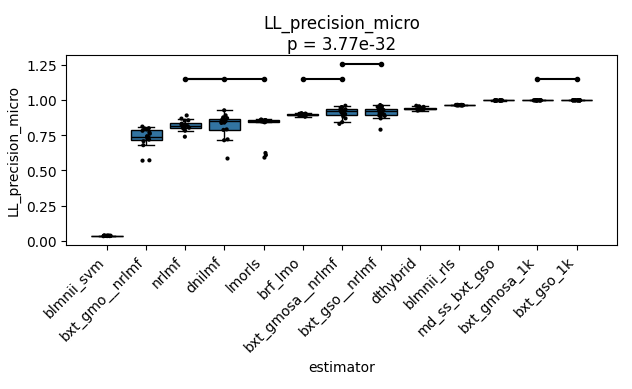 LL_precision_micro
p = 3.77e-32
LL_precision_micro
1.25
1.00
0.75
0.50
0.25
0.00
blmnii_svm
bxt_gmo__nrlmf
nrlmf
dnilmf
lmorls
brf_lmo
bxt_gmosa__nrlmf
bxt_gso__nrlmf
dthybrid
blmnii_rls
md_ss_bxt_gso
bxt_gmosa_1k
bxt_gso_1k
estimator